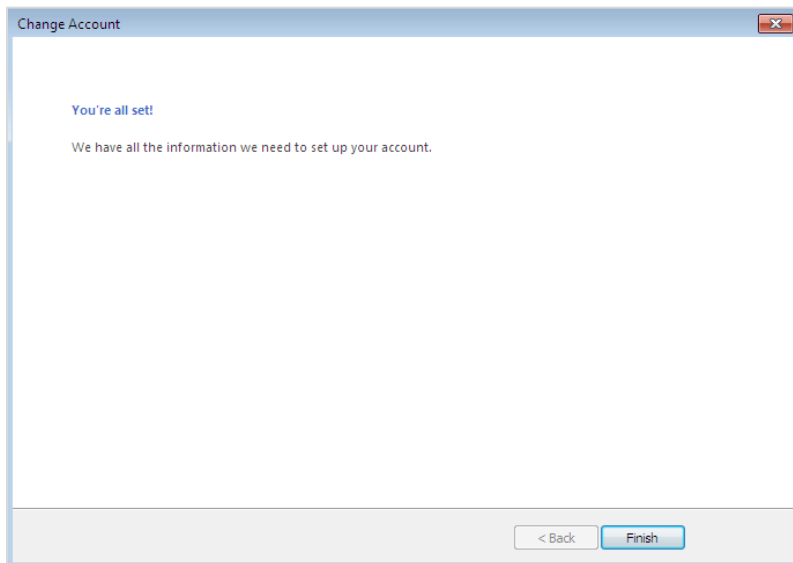 Change Account
You're all set!
We have all the information we need to set up your account.
< Back
Finish